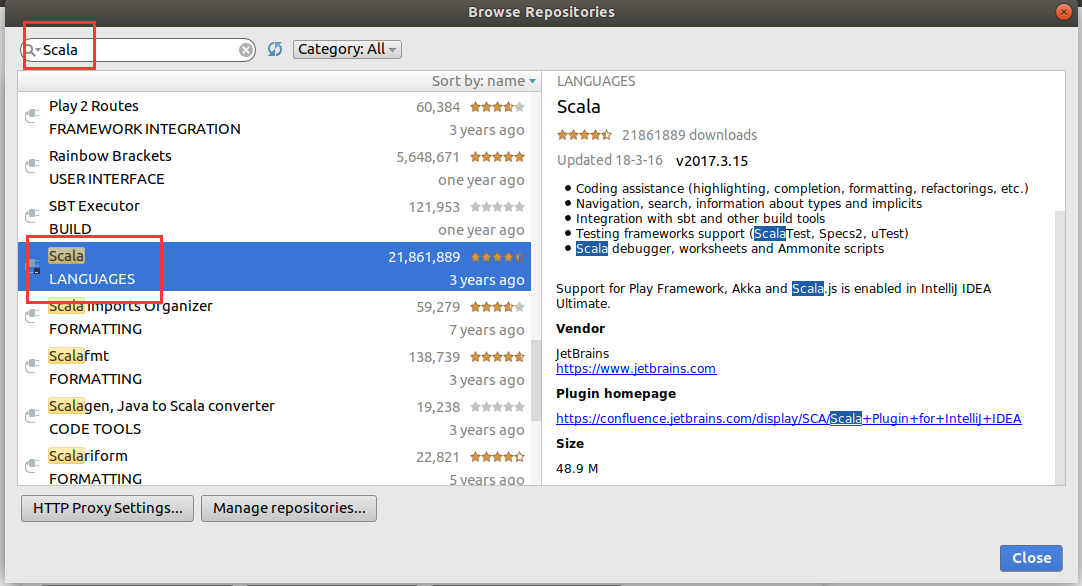 Browse Repositories
Scala
Category: All
Sort by: name
Play 2 Routes 60,384
FRAMEWORK INTEGRATION 3 years ago
Rainbow Brackets 5,648,671
USER INTERFACE one year ago
SBT Executor 121,953
BUILD one year ago
Scala 21,861,889
LANGUAGES 3 years ago
Scala Imports Organizer 59,279
FORMATTING 7 years ago
Scalafmt 138,739
FORMATTING 3 years ago
Scalagen, Java to Scala converter 19,238
CODE TOOLS 3 years ago
Scalariform 22,821
FORMATTING 5 years ago
LANGUAGES
Scala
21861889 downloads
Updated 18-3-16 v2017.3.15
• Coding assistance (highlighting, completion, formatting, refactorings, etc.)
• Navigation, search, information about types and implicits
• Integration with sbt and other build tools
• Testing frameworks support (ScalaTest, Specs2, uTest)
• Scala debugger, worksheets and Ammonite scripts
Support for Play Framework, Akka and Scala.js is enabled in IntelliJ IDEA
Ultimate.
Vendor
JetBrains
https://www.jetbrains.com
Plugin homepage
https://confluence.jetbrains.com/display/SCA/Scala+Plugin+for+IntelliJ+IDEA
Size
48.9 M
HTTP Proxy Settings...
Manage repositories...
Close